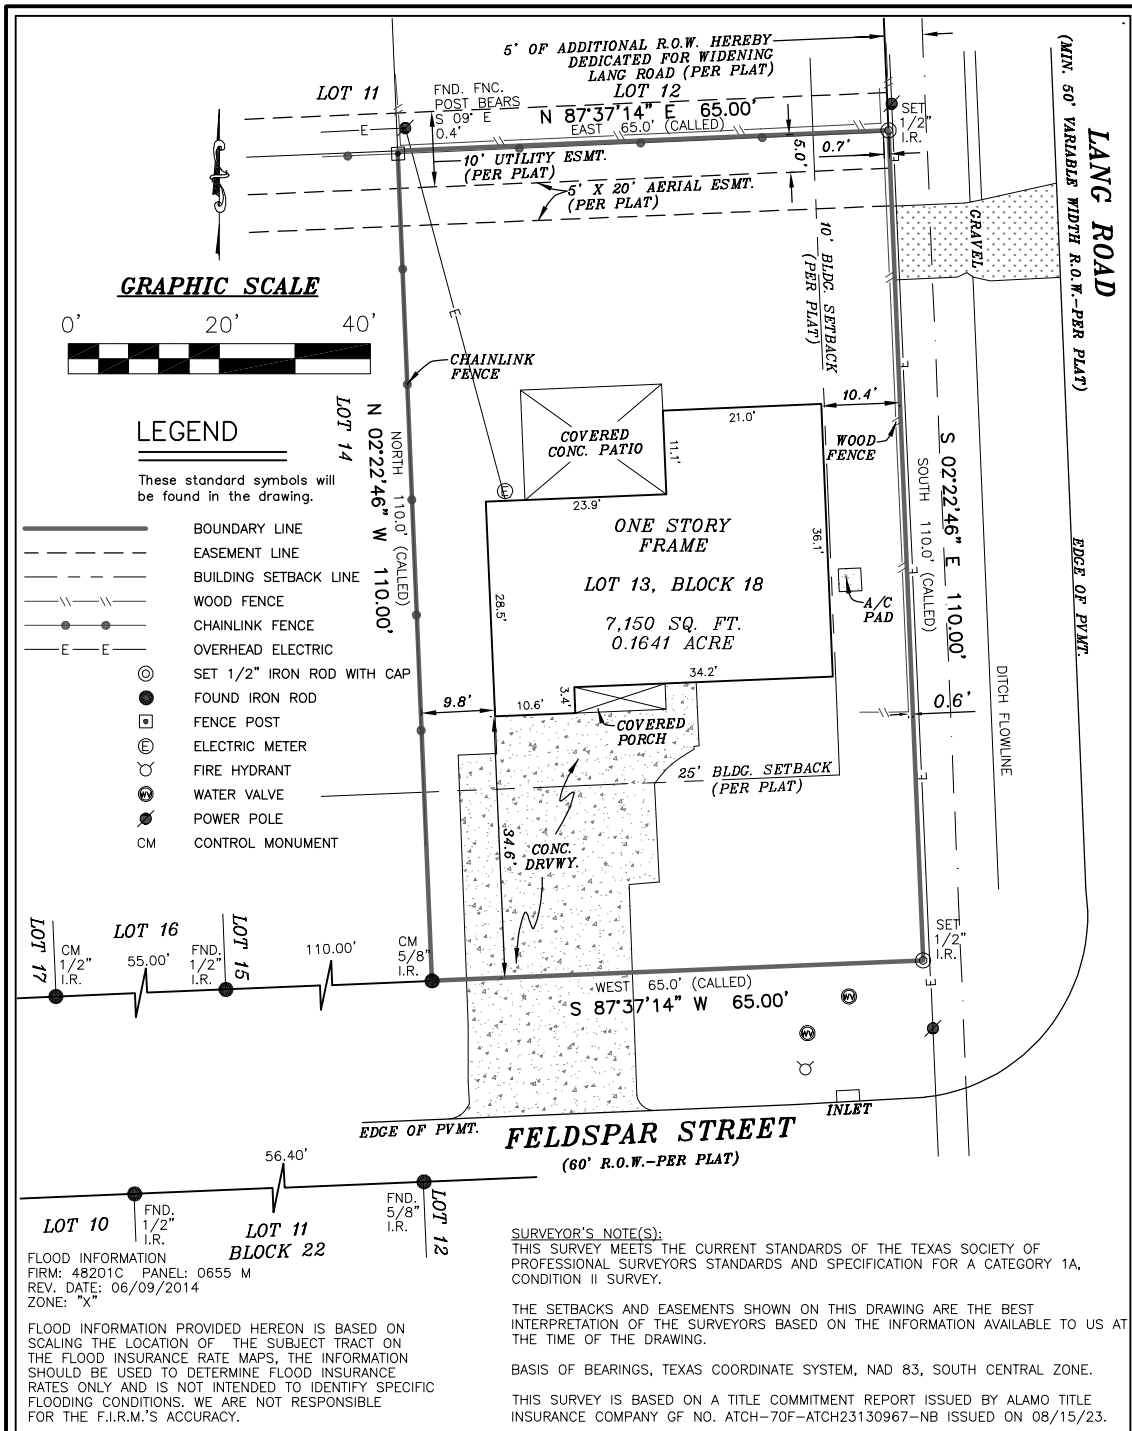 5' OF ADDITIONAL R.O.W. HEREBY
DEDICATED FOR WIDENING
LANG ROAD (PER PLAT)
LOT 11
FND. FNC.
POST BEARS
S 09° E
0.4'
LOT 12
N 87°37'14" E 65.00'
EAST 65.0' (CALLED)
SET
1/2"
I.R.
E
10' UTILITY ESMT.
(PER PLAT)
5.0'
0.7'
5' X 20' AERIAL ESMT.
(PER PLAT)
10' BLDG. SETBACK
(PER PLAT)
GRAVEL
LANG ROAD
(MIN. 50' VARIABLE WIDTH R.O.W.-PER PLAT)
GRAPHIC SCALE
0' 20' 40'
E
CHAINLINK
FENCE
LOT 14
N 02°22'46" W 110.00'
NORTH 110.0' (CALLED)
COVERED
CONC. PATIO
21.0'
11.1'
10.4'
WOOD
FENCE
E
E
23.9'
ONE STORY
FRAME
36.1'
LOT 13, BLOCK 18
7,150 SQ. FT.
0.1641 ACRE
28.5'
A/C
PAD
E
S 02°22'46" E 110.00'
SOUTH 110.0' (CALLED)
EDGE OF PVMT.
DITCH FLOWLINE
34.2'
3.4'
10.6'
9.8'
COVERED
PORCH
0.6'
25' BLDG. SETBACK
(PER PLAT)
E
34.6'
CONC.
DRVWY.
LEGEND
These standard symbols will
be found in the drawing.
BOUNDARY LINE
EASEMENT LINE
BUILDING SETBACK LINE
WOOD FENCE
CHAINLINK FENCE
E E OVERHEAD ELECTRIC
SET 1/2" IRON ROD WITH CAP
FOUND IRON ROD
FENCE POST
E ELECTRIC METER
FIRE HYDRANT
WV WATER VALVE
POWER POLE
CM CONTROL MONUMENT
LOT 17
CM
1/2"
I.R.
LOT 16
55.00'
FND.
1/2"
I.R.
LOT 15
110.00'
CM
5/8"
I.R.
SET
1/2"
I.R.
WEST 65.0' (CALLED)
S 87°37'14" W 65.00'
E
WV
WV
INLET
EDGE OF PVMT.
FELDSPAR STREET
(60' R.O.W.-PER PLAT)
56.40'
LOT 10
FND.
1/2"
I.R.
LOT 11
BLOCK 22
FND.
5/8"
I.R.
LOT 12
FLOOD INFORMATION
FIRM: 48201C PANEL: 0655 M
REV. DATE: 06/09/2014
ZONE: "X"
FLOOD INFORMATION PROVIDED HEREON IS BASED ON
SCALING THE LOCATION OF THE SUBJECT TRACT ON
THE FLOOD INSURANCE RATE MAPS, THE INFORMATION
SHOULD BE USED TO DETERMINE FLOOD INSURANCE
RATES ONLY AND IS NOT INTENDED TO IDENTIFY SPECIFIC
FLOODING CONDITIONS. WE ARE NOT RESPONSIBLE
FOR THE F.I.R.M.'S ACCURACY.
SURVEYOR'S NOTE(S):
THIS SURVEY MEETS THE CURRENT STANDARDS OF THE TEXAS SOCIETY OF
PROFESSIONAL SURVEYORS STANDARDS AND SPECIFICATION FOR A CATEGORY 1A,
CONDITION II SURVEY.
THE SETBACKS AND EASEMENTS SHOWN ON THIS DRAWING ARE THE BEST
INTERPRETATION OF THE SURVEYORS BASED ON THE INFORMATION AVAILABLE TO US AT
THE TIME OF THE DRAWING.
BASIS OF BEARINGS, TEXAS COORDINATE SYSTEM, NAD 83, SOUTH CENTRAL ZONE.
THIS SURVEY IS BASED ON A TITLE COMMITMENT REPORT ISSUED BY ALAMO TITLE
INSURANCE COMPANY GF NO. ATCH-70F-ATCH23130967-NB ISSUED ON 08/15/23.